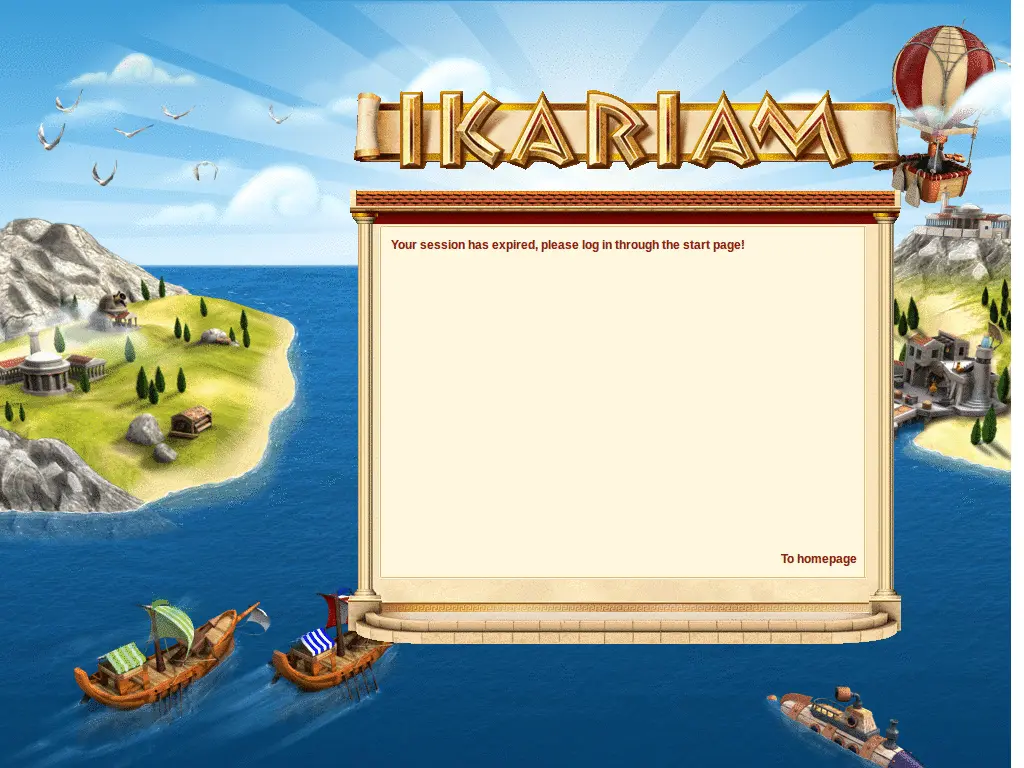 IKARIAM
Your session has expired, please log in through the start page!
To homepage